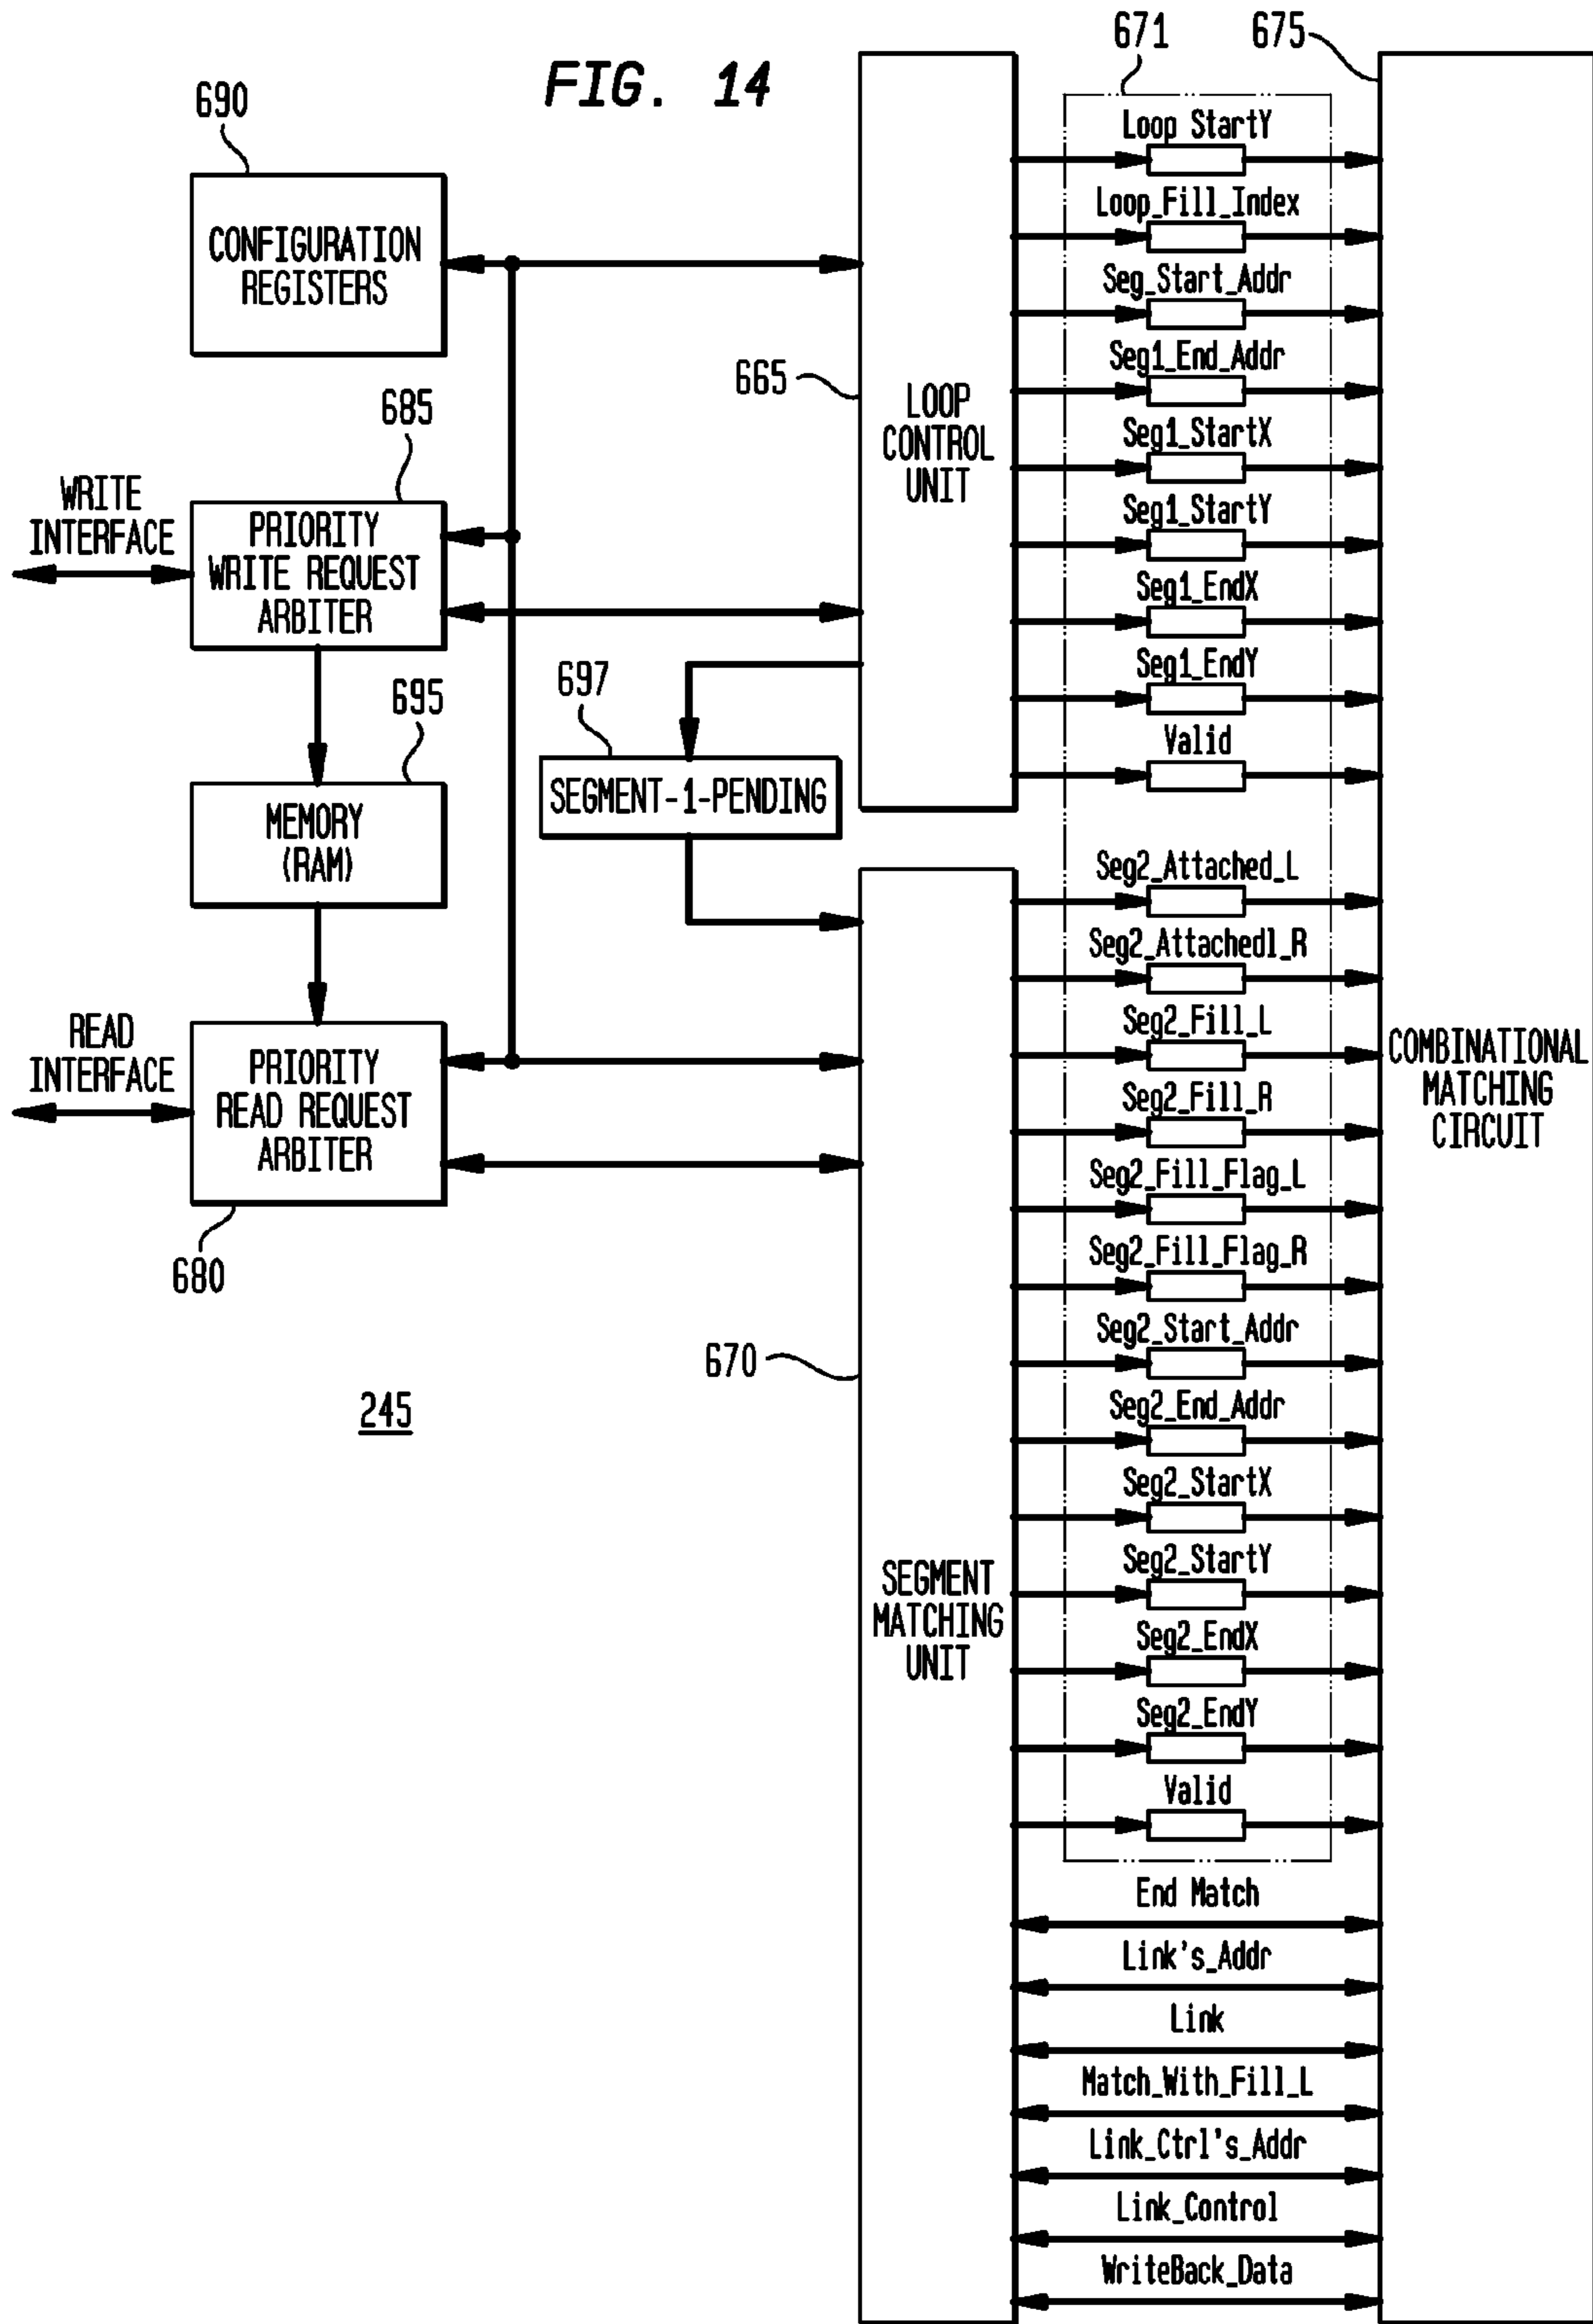 FIG. 14
690
CONFIGURATION
REGISTERS
685
WRITE
INTERFACE
PRIORITY
WRITE REQUEST
ARBITER
695
MEMORY
(RAM)
READ
INTERFACE
PRIORITY
READ REQUEST
ARBITER
680
245
697
SEGMENT-1-PENDING
665
LOOP
CONTROL
UNIT
670
SEGMENT
MATCHING
UNIT
671
Loop StartY
Loop_Fill_Index
Seg_Start_Addr
Seg1_End_Addr
Seg1_StartX
Seg1_StartY
Seg1_EndX
Seg1_EndY
Valid
Seg2_Attached_L
Seg2_Attachedl_R
Seg2_Fill_L
Seg2_Fill_R
Seg2_Fill_Flag_L
Seg2_Fill_Flag_R
Seg2_Start_Addr
Seg2_End_Addr
Seg2_StartX
Seg2_StartY
Seg2_EndX
Seg2_EndY
Valid
End Match
Link's_Addr
Link
Match_With_Fill_L
Link_Ctrl's_Addr
Link_Control
WriteBack_Data
675
COMBINATIONAL
MATCHING
CIRCUIT